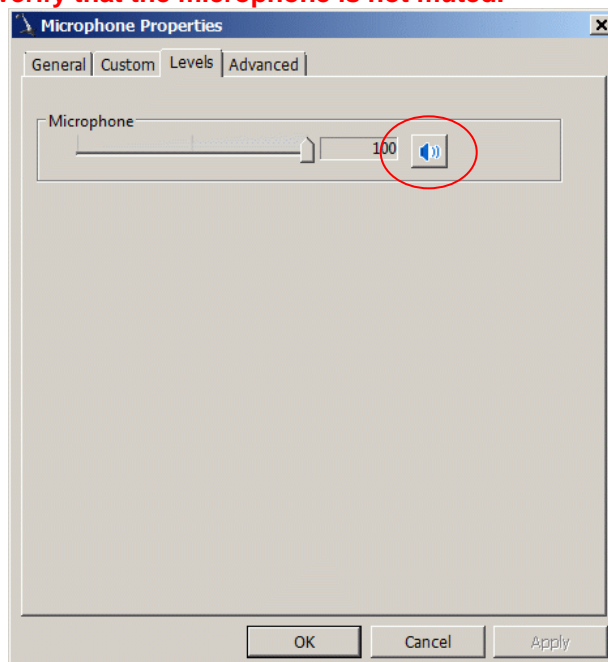 verify that the microphone is not muted.
Microphone Properties
General Custom Levels Advanced
Microphone
100
OK Cancel Apply